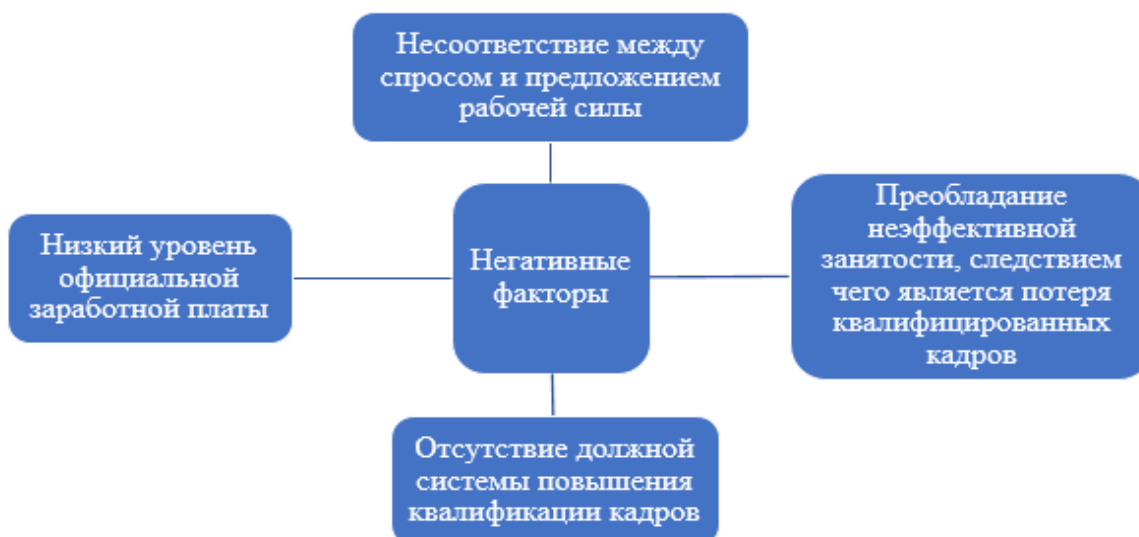 Несоответствие между
спросом и предложением
рабочей силы
Низкий уровень
официальной
заработной платы
Негативные
факторы
Преобладание
неэффективной
занятости, следствием
чего является потеря
квалифицированных
кадров
Отсутствие должной
системы повышения
квалификации кадров